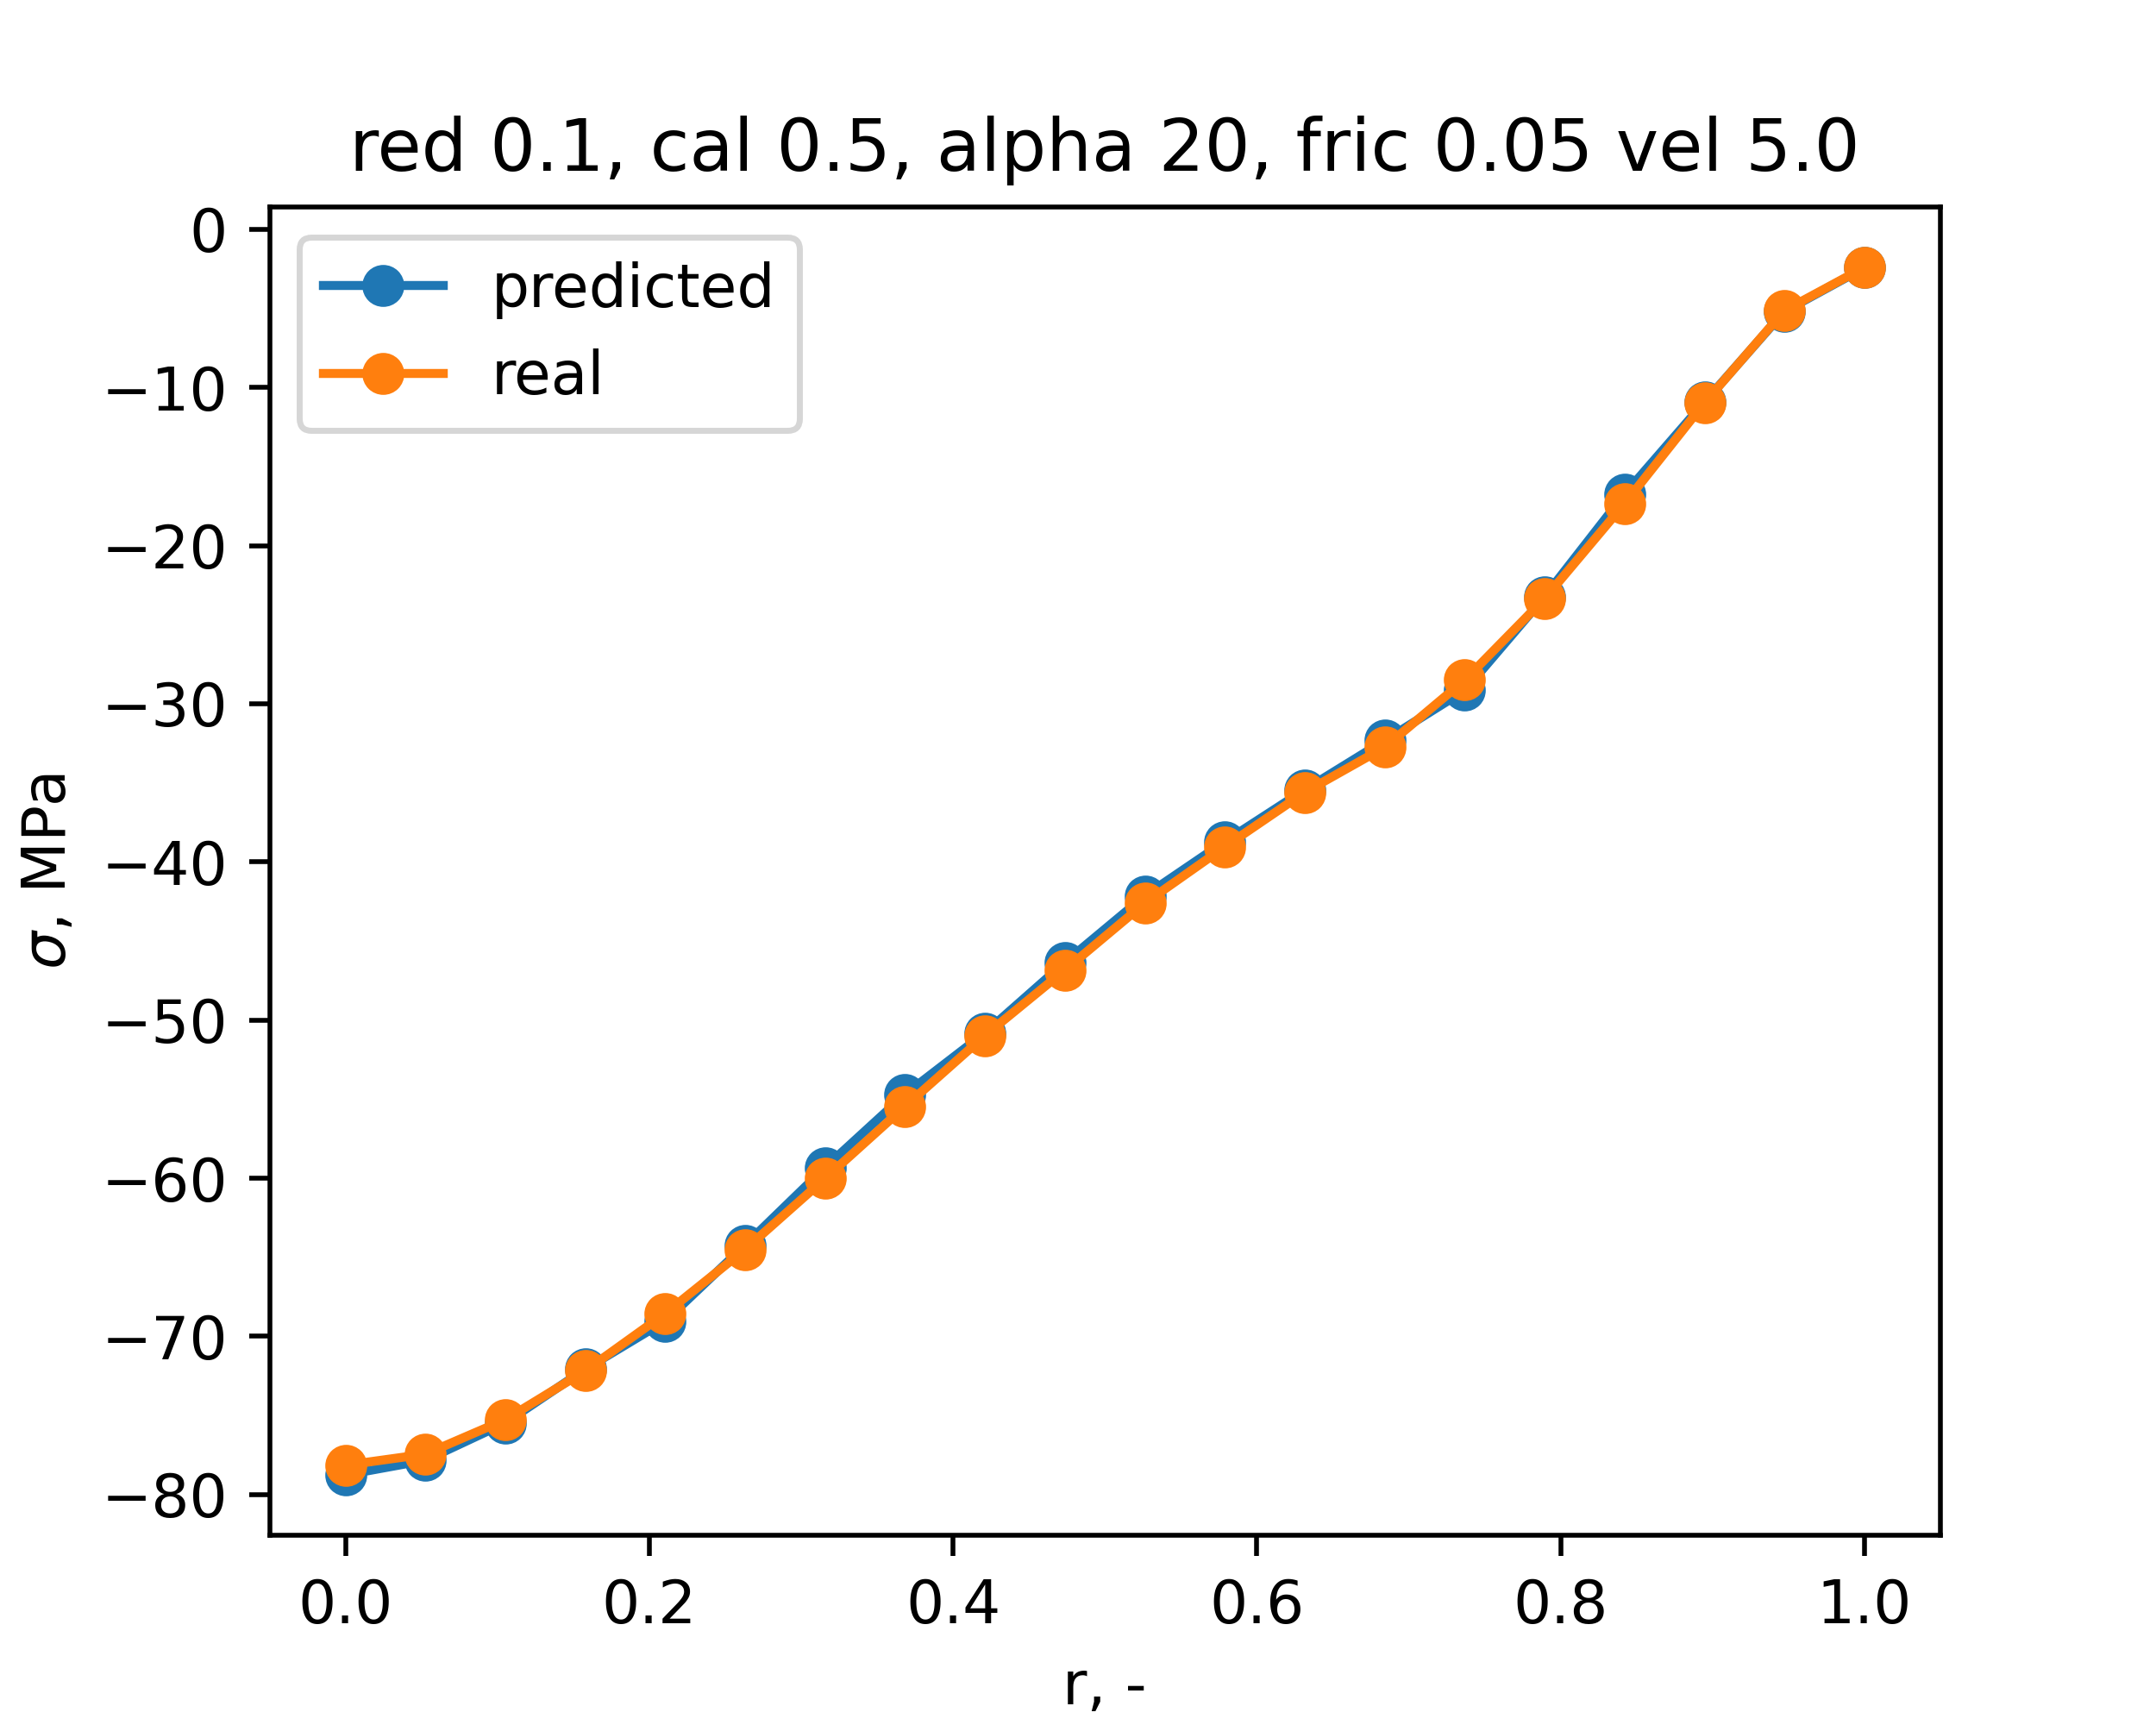 red 0.1, cal 0.5, alpha 20, fric 0.05 vel 5.0
predicted
real
0
−10
−20
−30
−40
−50
−60
−70
−80
σ, MPa
0.0 0.2 0.4 0.6 0.8 1.0
r, -